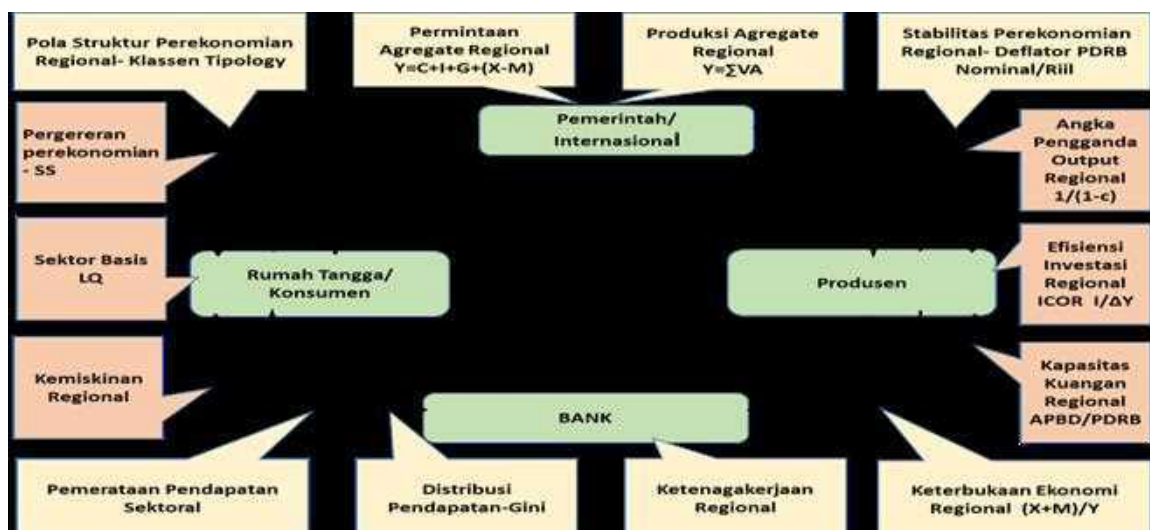 Pola Struktur Perekonomian
Regional- Klassen Tipology
Permintaan
Agregate Regional
Y=C+I+G+(X-M)
Produksi Agregate
Regional
Y=∑VA
Stabilitas Perekonomian
Regional- Deflator PDRB
Nominal/Riil
Pergereran
perekonomian
- SS
Pemerintah/
Internasional
Angka
Pengganda
Output
Regional
1/(1-c)
Sektor Basis
LQ
Rumah Tangga/
Konsumen
Produsen
Efisiensi
Investasi
Regional
ICOR I/ΔY
Kemiskinan
Regional
BANK
Kapasitas
Kuangan
Regional
APBD/PDRB
Pemerataan Pendapatan
Sektoral
Distribusi
Pendapatan-Gini
Ketenagakerjaan
Regional
Keterbukaan Ekonomi
Regional (X+M)/Y